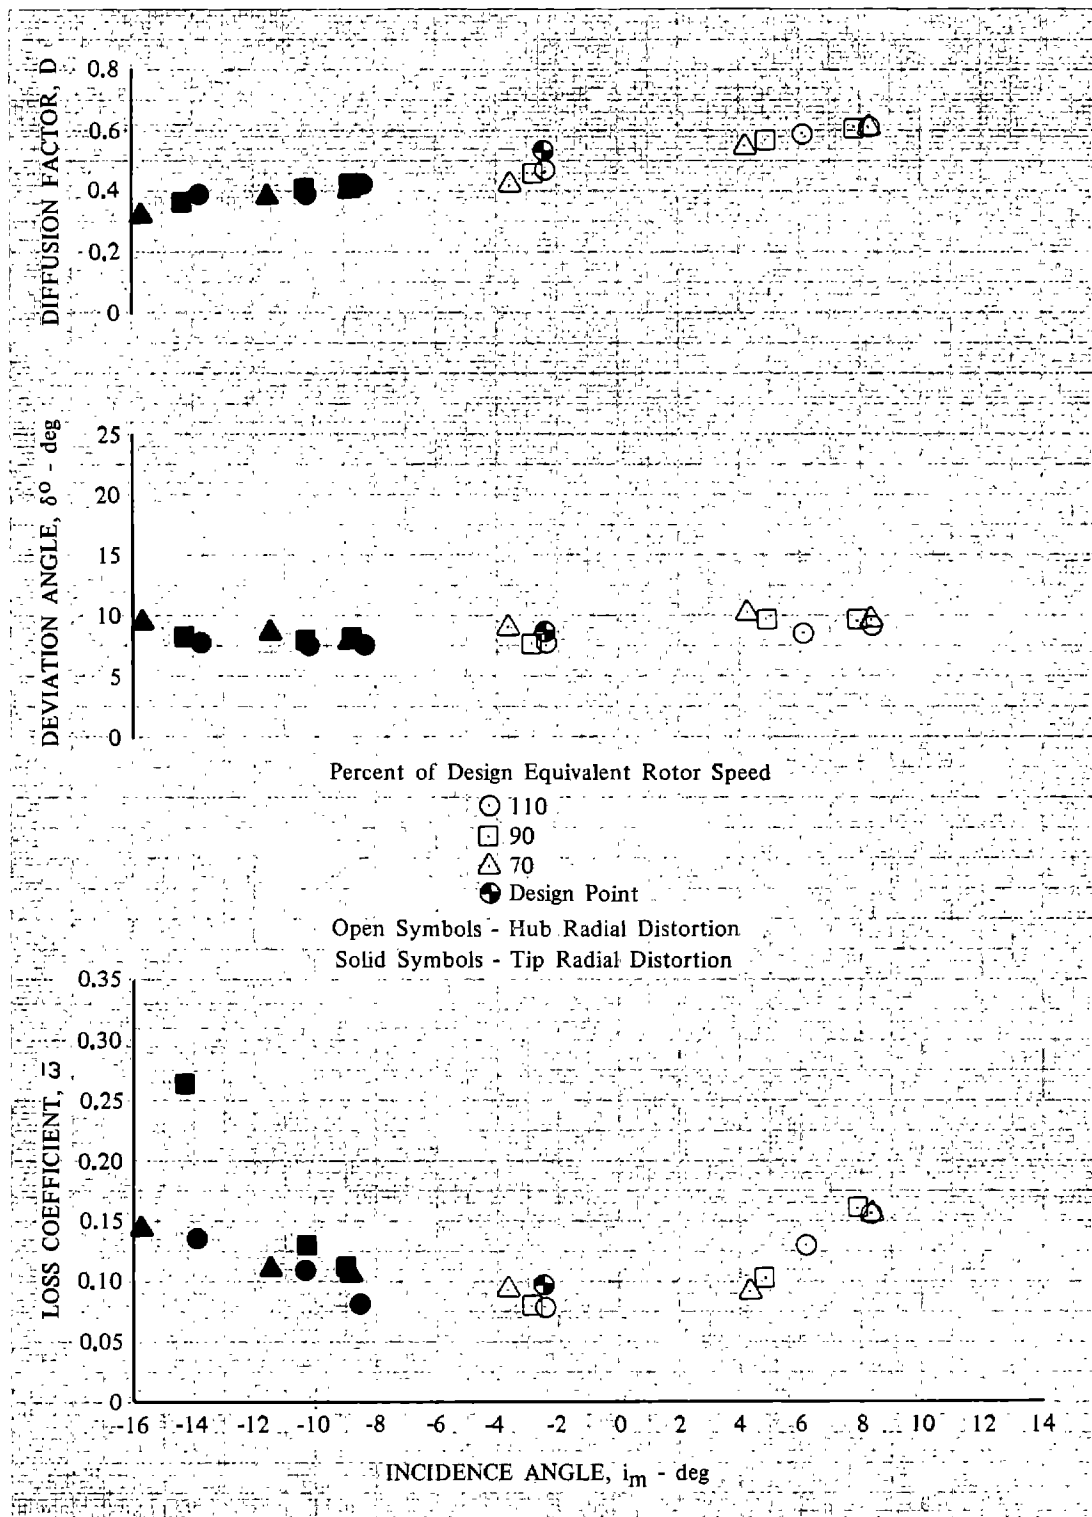 DIFFUSION FACTOR, D
0.8
0.6
0.4
0.2
0
DEVIATION ANGLE, δ° - deg
25
20
15
10
5
0
Percent of Design Equivalent Rotor Speed
110
90
70
Design Point
Open Symbols - Hub Radial Distortion
Solid Symbols - Tip Radial Distortion
LOSS COEFFICIENT, ω̄
0.35
0.30
0.25
0.20
0.15
0.10
0.05
0
-16 -14 -12 -10 -8 -6 -4 -2 0 2 4 6 8 10 12 14
INCIDENCE ANGLE, im - deg